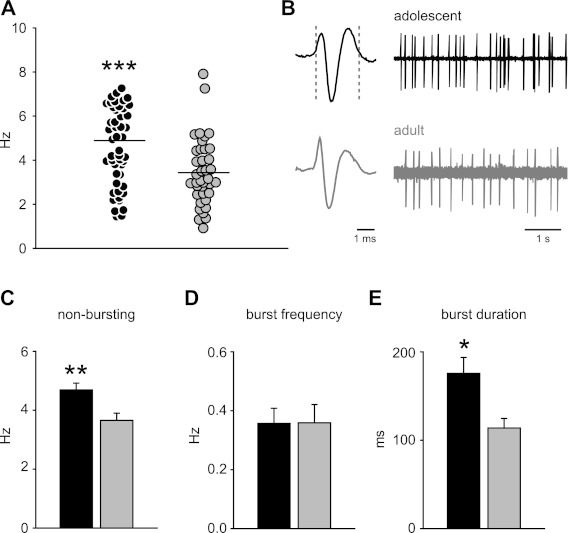 A
B
adolescent
10
8
6
4
2
0
Hz
***
adult
1 ms
1 s
C
non-bursting
6
4
2
0
Hz
**
D
burst frequency
0.6
0.4
0.2
0.0
Hz
E
burst duration
200
100
0
ms
*